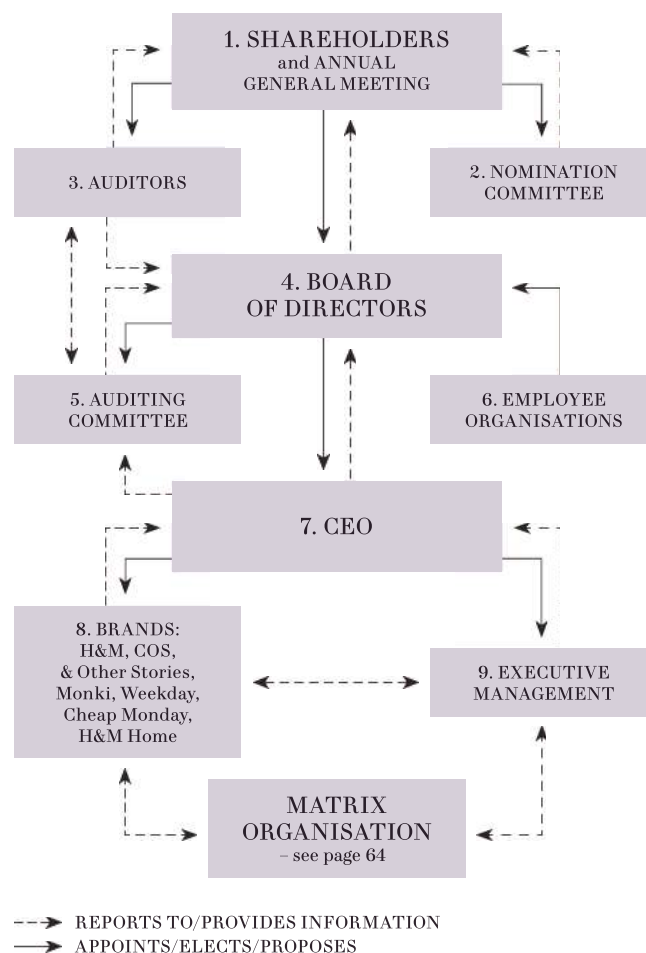 1. SHAREHOLDERS
and ANNUAL
GENERAL MEETING
3. AUDITORS
2. NOMINATION
COMMITTEE
4. BOARD
OF DIRECTORS
5. AUDITING
COMMITTEE
6. EMPLOYEE
ORGANISATIONS
7. CEO
8. BRANDS:
H&M, COS,
& Other Stories,
Monki, Weekday,
Cheap Monday,
H&M Home
9. EXECUTIVE
MANAGEMENT
MATRIX
ORGANISATION
– see page 64
REPORTS TO/PROVIDES INFORMATION
APPOINTS/ELECTS/PROPOSES